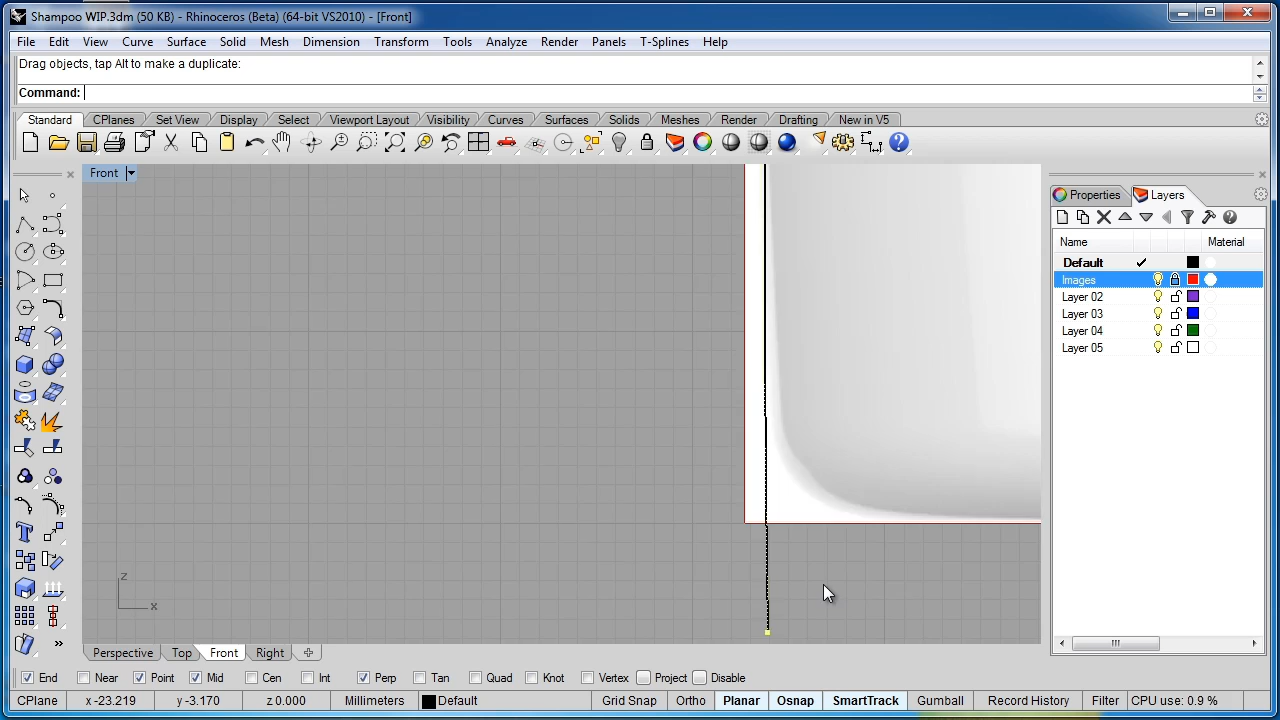 Shampoo WIP.3dm (50 KB) - Rhinoceros (Beta) (64-bit VS2010) - [Front]
File Edit View Curve Surface Solid Mesh Dimension Transform Tools Analyze Render Panels T-Splines Help
Drag objects, tap Alt to make a duplicate:
Command:
Standard CPlanes Set View Display Select Viewport Layout Visibility Curves Surfaces Solids Meshes Render Drafting New in V5
Front
Properties Layers
Name Material
Default
Images
Layer 02
Layer 03
Layer 04
Layer 05
z
x
Perspective Top Front Right
End Near Point Mid Cen Int Perp Tan Quad Knot Vertex Project Disable
CPlane x -23.219 y -3.170 z 0.000 Millimeters Default Grid Snap Ortho Planar Osnap SmartTrack Gumball Record History Filter CPU use: 0.9 %